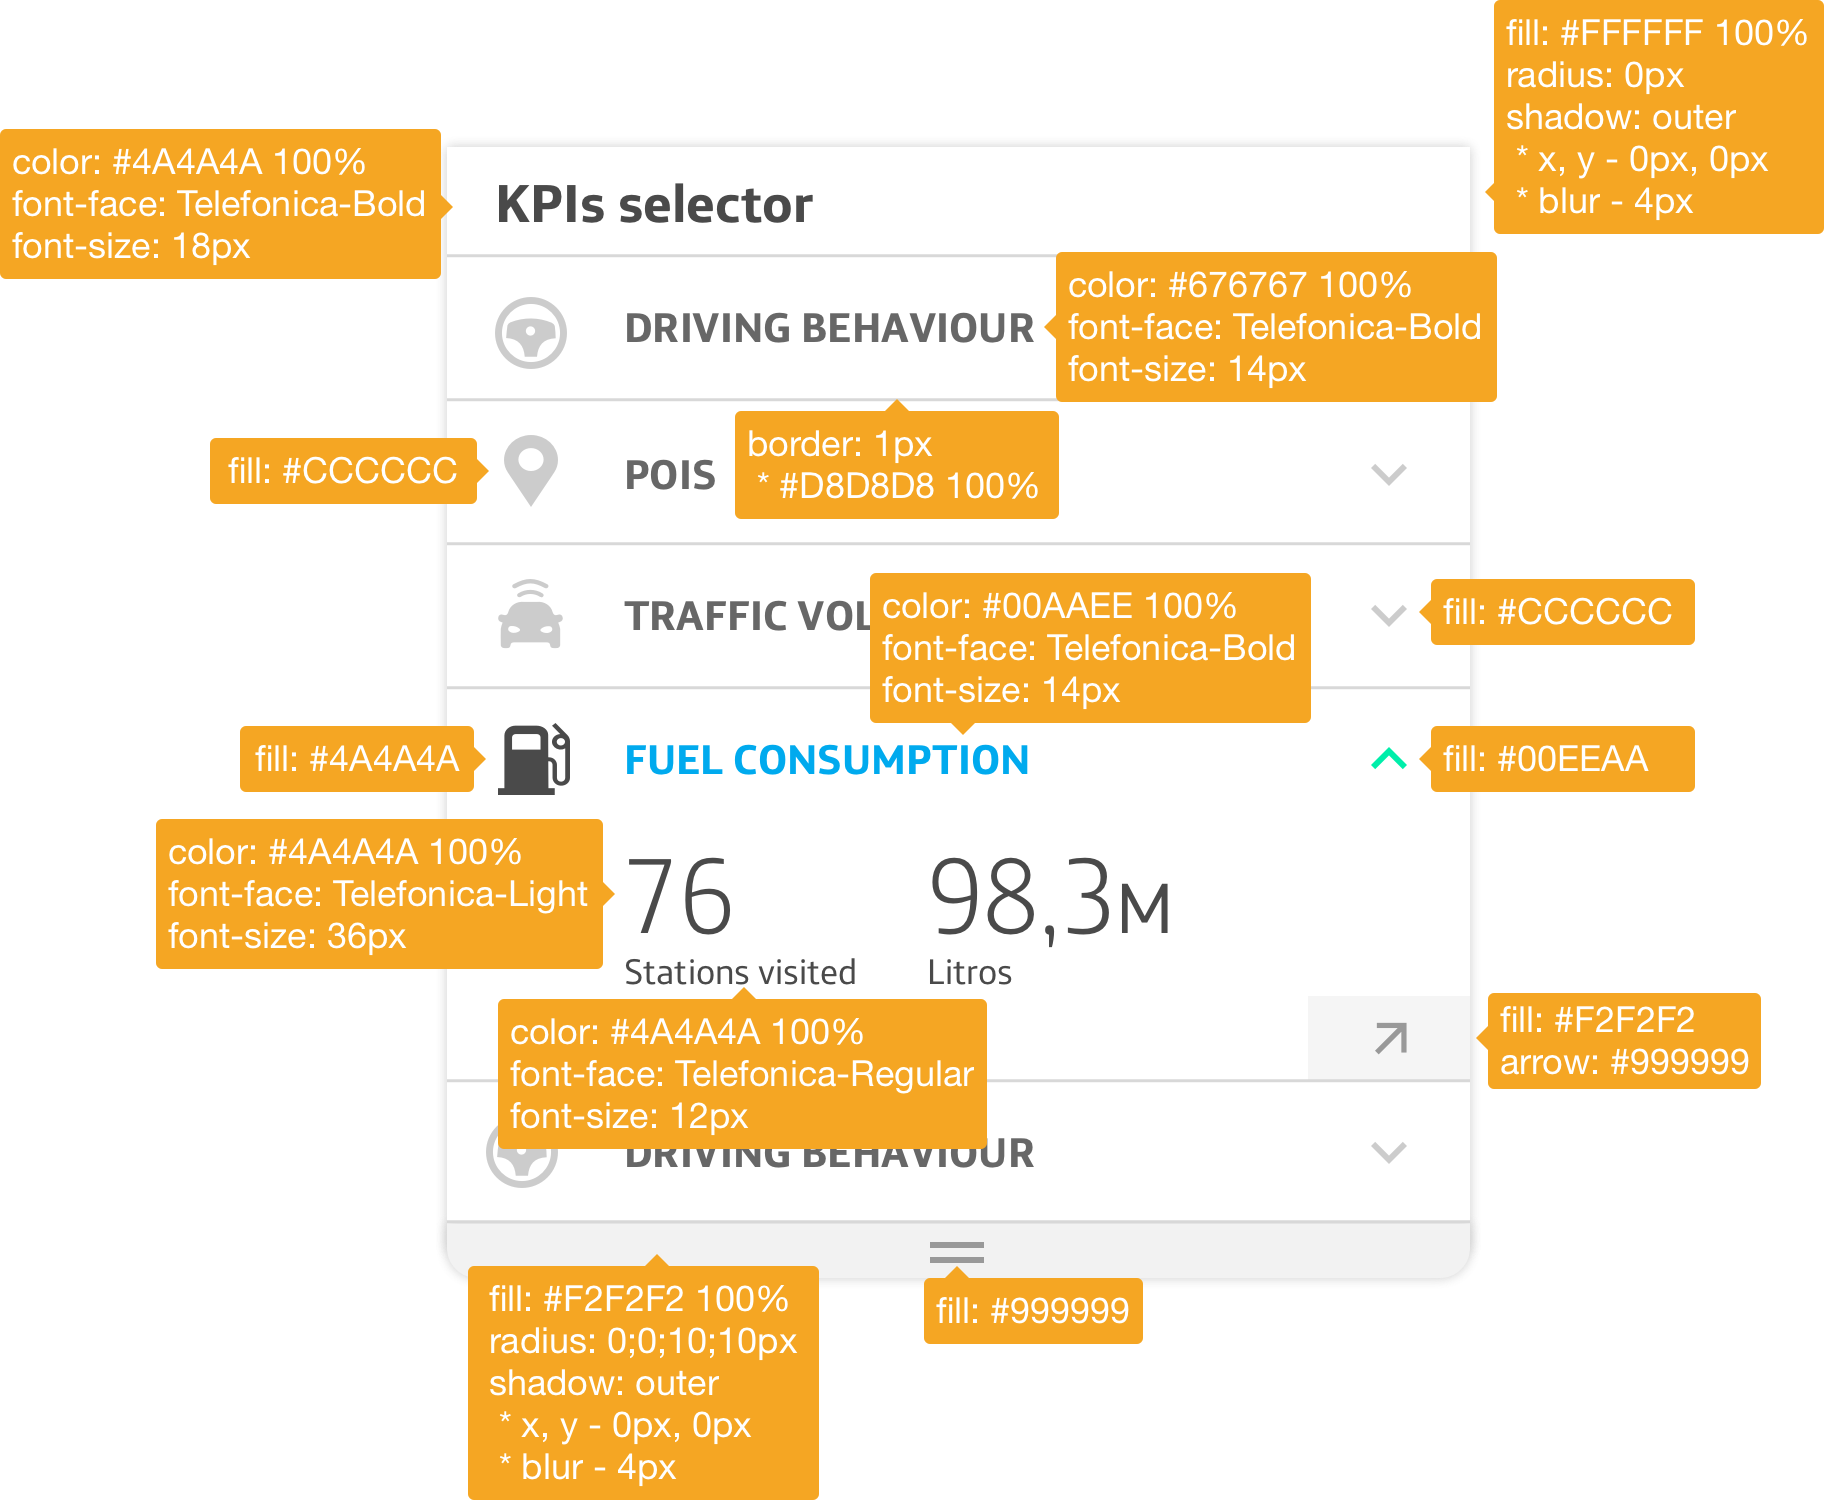 fill: #FFFFFF 100%
radius: 0px
shadow: outer
* x, y - 0px, 0px
* blur - 4px
color: #4A4A4A 100%
font-face: Telefonica-Bold
font-size: 18px
KPIs selector
DRIVING BEHAVIOUR
color: #676767 100%
font-face: Telefonica-Bold
font-size: 14px
border: 1px
* #D8D8D8 100%
fill: #CCCCCC
POIS
TRAFFIC VOL
color: #00AAEE 100%
font-face: Telefonica-Bold
font-size: 14px
fill: #CCCCCC
fill: #4A4A4A
FUEL CONSUMPTION
fill: #00EEAA
color: #4A4A4A 100%
font-face: Telefonica-Light
font-size: 36px
76
98,3M
Stations visited
Litros
color: #4A4A4A 100%
font-face: Telefonica-Regular
font-size: 12px
fill: #F2F2F2
arrow: #999999
DRIVING BEHAVIOUR
fill: #F2F2F2 100%
radius: 0;0;10;10px
shadow: outer
* x, y - 0px, 0px
* blur - 4px
fill: #999999